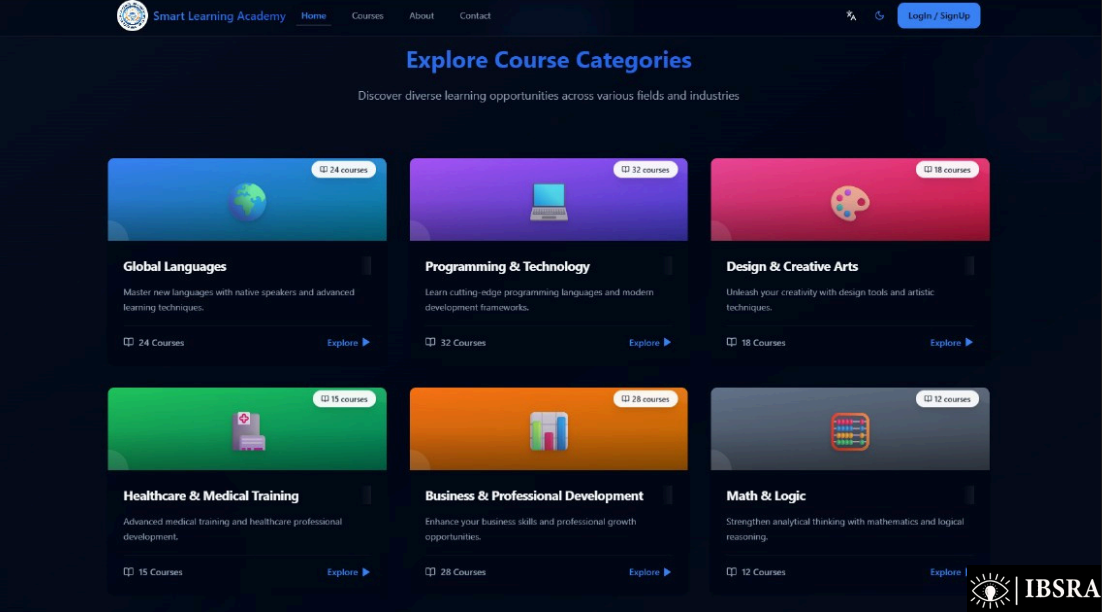 Smart Learning Academy Home Courses About Contact LogIn / SignUp
Explore Course Categories
Discover diverse learning opportunities across various fields and industries
24 courses
Global Languages
Master new languages with native speakers and advanced
learning techniques.
24 Courses Explore
32 courses
Programming & Technology
Learn cutting-edge programming languages and modern
development frameworks.
32 Courses Explore
18 courses
Design & Creative Arts
Unleash your creativity with design tools and artistic
techniques.
18 Courses Explore
15 courses
Healthcare & Medical Training
Advanced medical training and healthcare professional
development.
15 Courses Explore
28 courses
Business & Professional Development
Enhance your business skills and professional growth
opportunities.
28 Courses Explore
12 courses
Math & Logic
Strengthen analytical thinking with mathematics and logical
reasoning.
12 Courses Explore
IBSRA